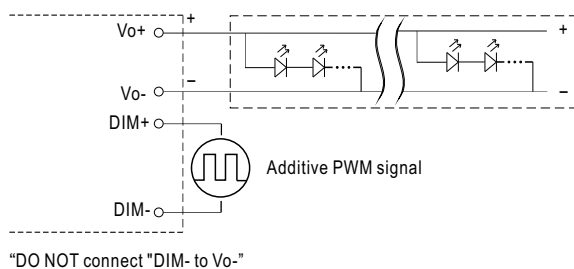 Vo+
+
+
Vo-
−
−
DIM+
Additive PWM signal
DIM-
“DO NOT connect "DIM- to Vo-”